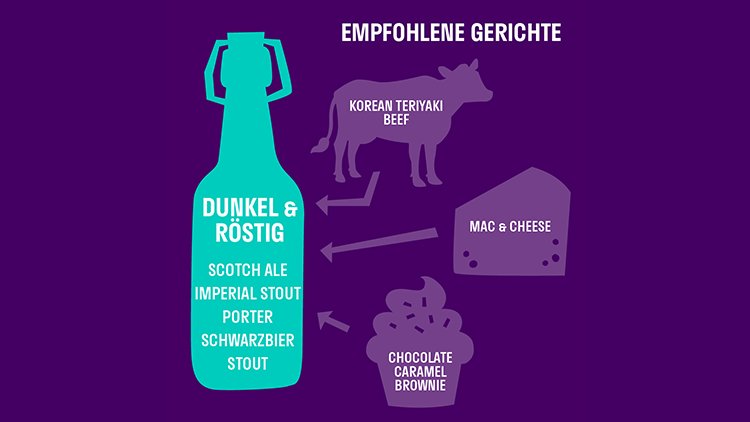 EMPFOHLENE GERICHTE
KOREAN TERIYAKI
BEEF
DUNKEL &
RÖSTIG
SCOTCH ALE
IMPERIAL STOUT
PORTER
SCHWARZBIER
STOUT
MAC & CHEESE
CHOCOLATE
CARAMEL
BROWNIE